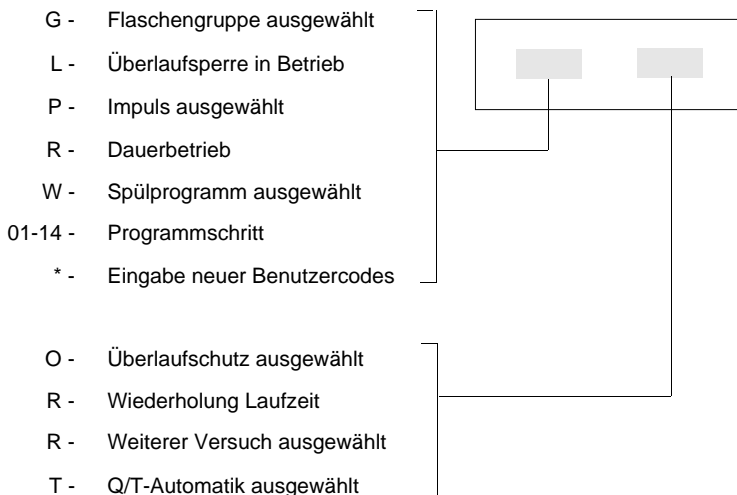 G - Flaschengruppe ausgewählt
L - Überlaufsperre in Betrieb
P - Impuls ausgewählt
R - Dauerbetrieb
W - Spülprogramm ausgewählt
01-14 - Programmschritt
* - Eingabe neuer Benutzercodes
O - Überlaufschutz ausgewählt
R - Wiederholung Laufzeit
R - Weiterer Versuch ausgewählt
T - Q/T-Automatik ausgewählt